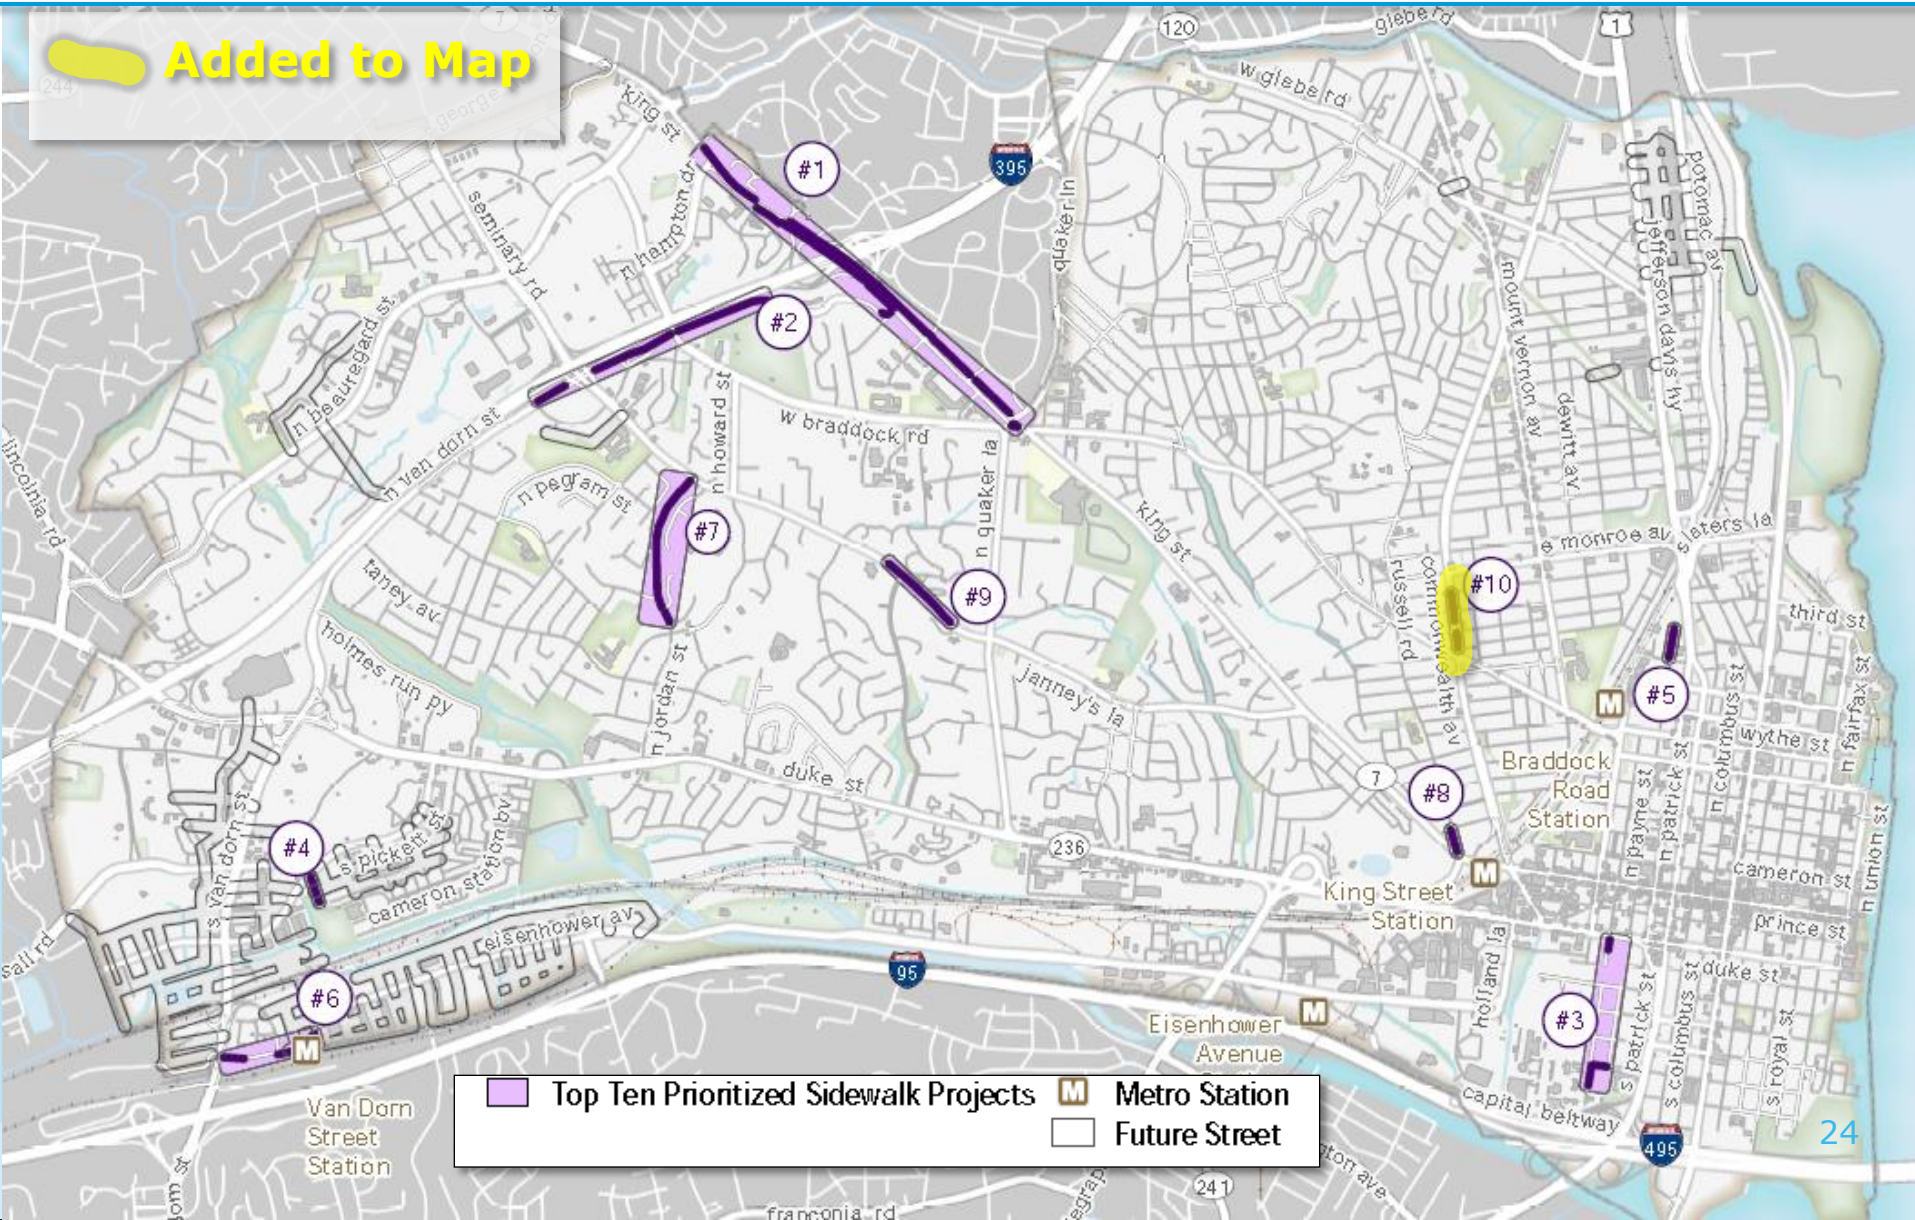 Added to Map
7
244
george
king st
120
glebe rd
1
w glebe rd
#1
395
quaker ln
seminary rd
n hampton dr
potomac av
jefferson davis hy
mount vernon av
dewitt av
#2
n beauregard st
n van dorn st
n howard st
w braddock rd
n quaker la
king st
lincolnia rd
n pegram st
#7
e monroe av
slaters la
#9
#10
commonwealth av
russell rd
taney av
holmes run py
n jordan st
janney's la
third st
#5
n columbus st
n fairfax st
wythe st
Braddock
Road
Station
duke st
7
#8
n payne st
n patrick st
n union st
236
#4
s pickett st
s van dorn st
cameron station bv
King Street
Station
cameron st
prince st
eisenhower av
95
holland la
duke st
#6
#3
s patrick st
s columbus st
s royal st
Eisenhower
Avenue
capital beltway
Van Dorn
Street
Station
Top Ten Prioritized Sidewalk Projects
Metro Station
Future Street
24
495
241
franconia rd